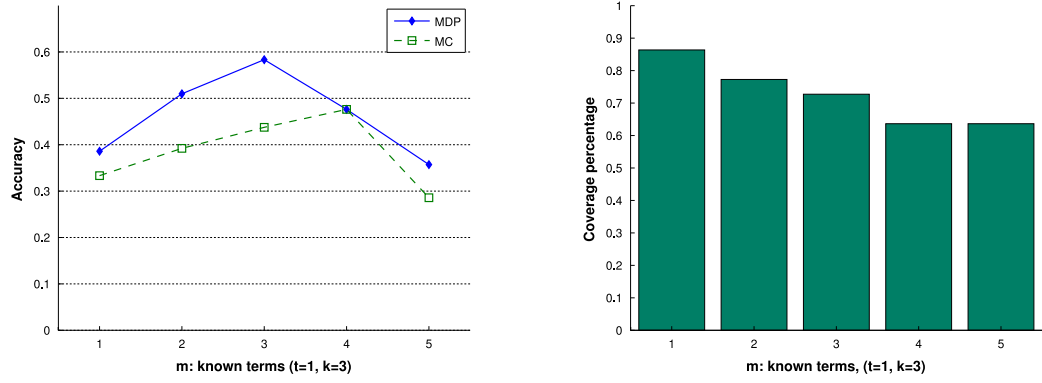 MDP
MC
0.6
0.5
0.4
0.3
0.2
0.1
0
Accuracy
1 2 3 4 5
m: known terms (t=1, k=3)
1
0.9
0.8
0.7
0.6
0.5
0.4
0.3
0.2
0.1
0
Coverage percentage
1 2 3 4 5
m: known terms, (t=1, k=3)